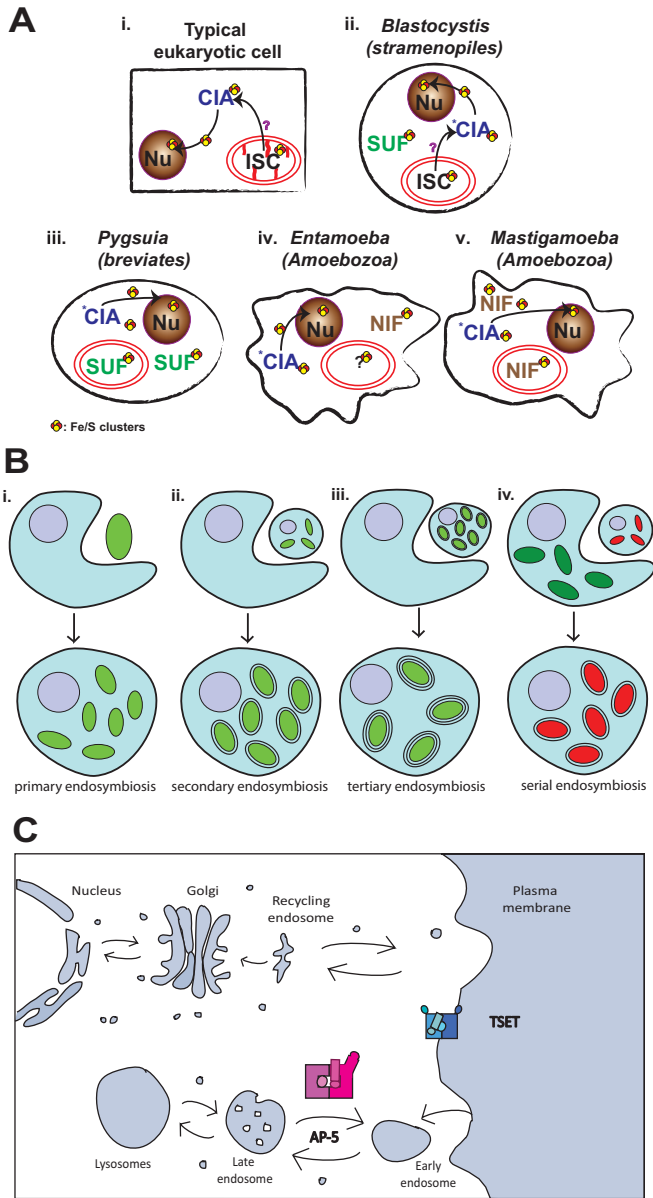 A
i.
Typical
eukaryotic cell
CIA
?
Nu
ISC
ii.
Blastocystis
(stramenopiles)
Nu
*CIA
SUF
?
ISC
iii.
Pygsuia
(breviates)
*CIA
Nu
SUF
SUF
iv.
Entamoeba
(Amoebozoa)
Nu
NIF
*CIA
?
v.
Mastigamoeba
(Amoebozoa)
NIF
*CIA
Nu
NIF
: Fe/S clusters
B
i.
ii.
iii.
iv.
primary endosymbiosis
secondary endosymbiosis
tertiary endosymbiosis
serial endosymbiosis
C
Nucleus
Golgi
Recycling
endosome
Plasma
membrane
TSET
AP-5
Lysosomes
Late
endosome
Early
endosome